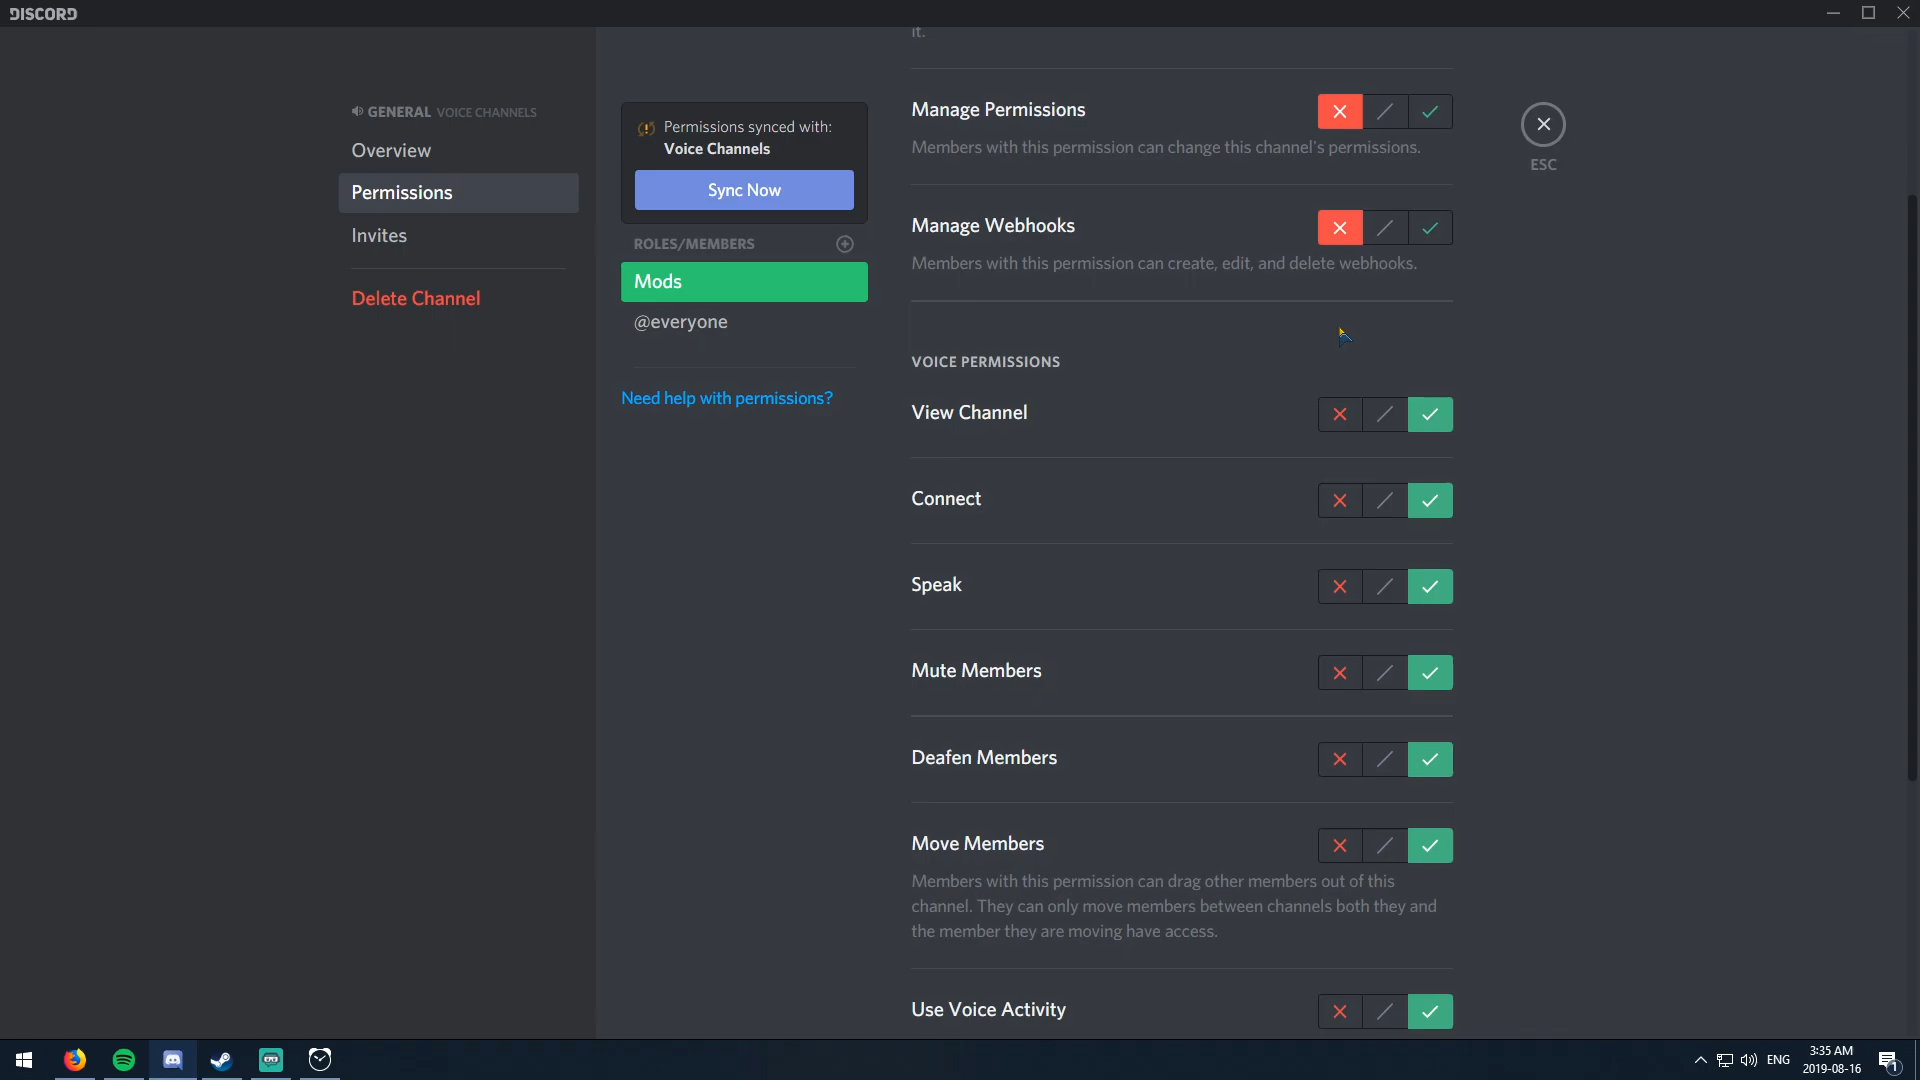 DISCORD
GENERAL VOICE CHANNELS
Overview
Permissions
Invites
Delete Channel
Permissions synced with:
Voice Channels
Sync Now
ROLES/MEMBERS
Mods
@everyone
Need help with permissions?
it.
Manage Permissions
Members with this permission can change this channel's permissions.
Manage Webhooks
Members with this permission can create, edit, and delete webhooks.
VOICE PERMISSIONS
View Channel
Connect
Speak
Mute Members
Deafen Members
Move Members
Members with this permission can drag other members out of this
channel. They can only move members between channels both they and
the member they are moving have access.
Use Voice Activity
ESC
ENG
3:35 AM
2019-08-16
1